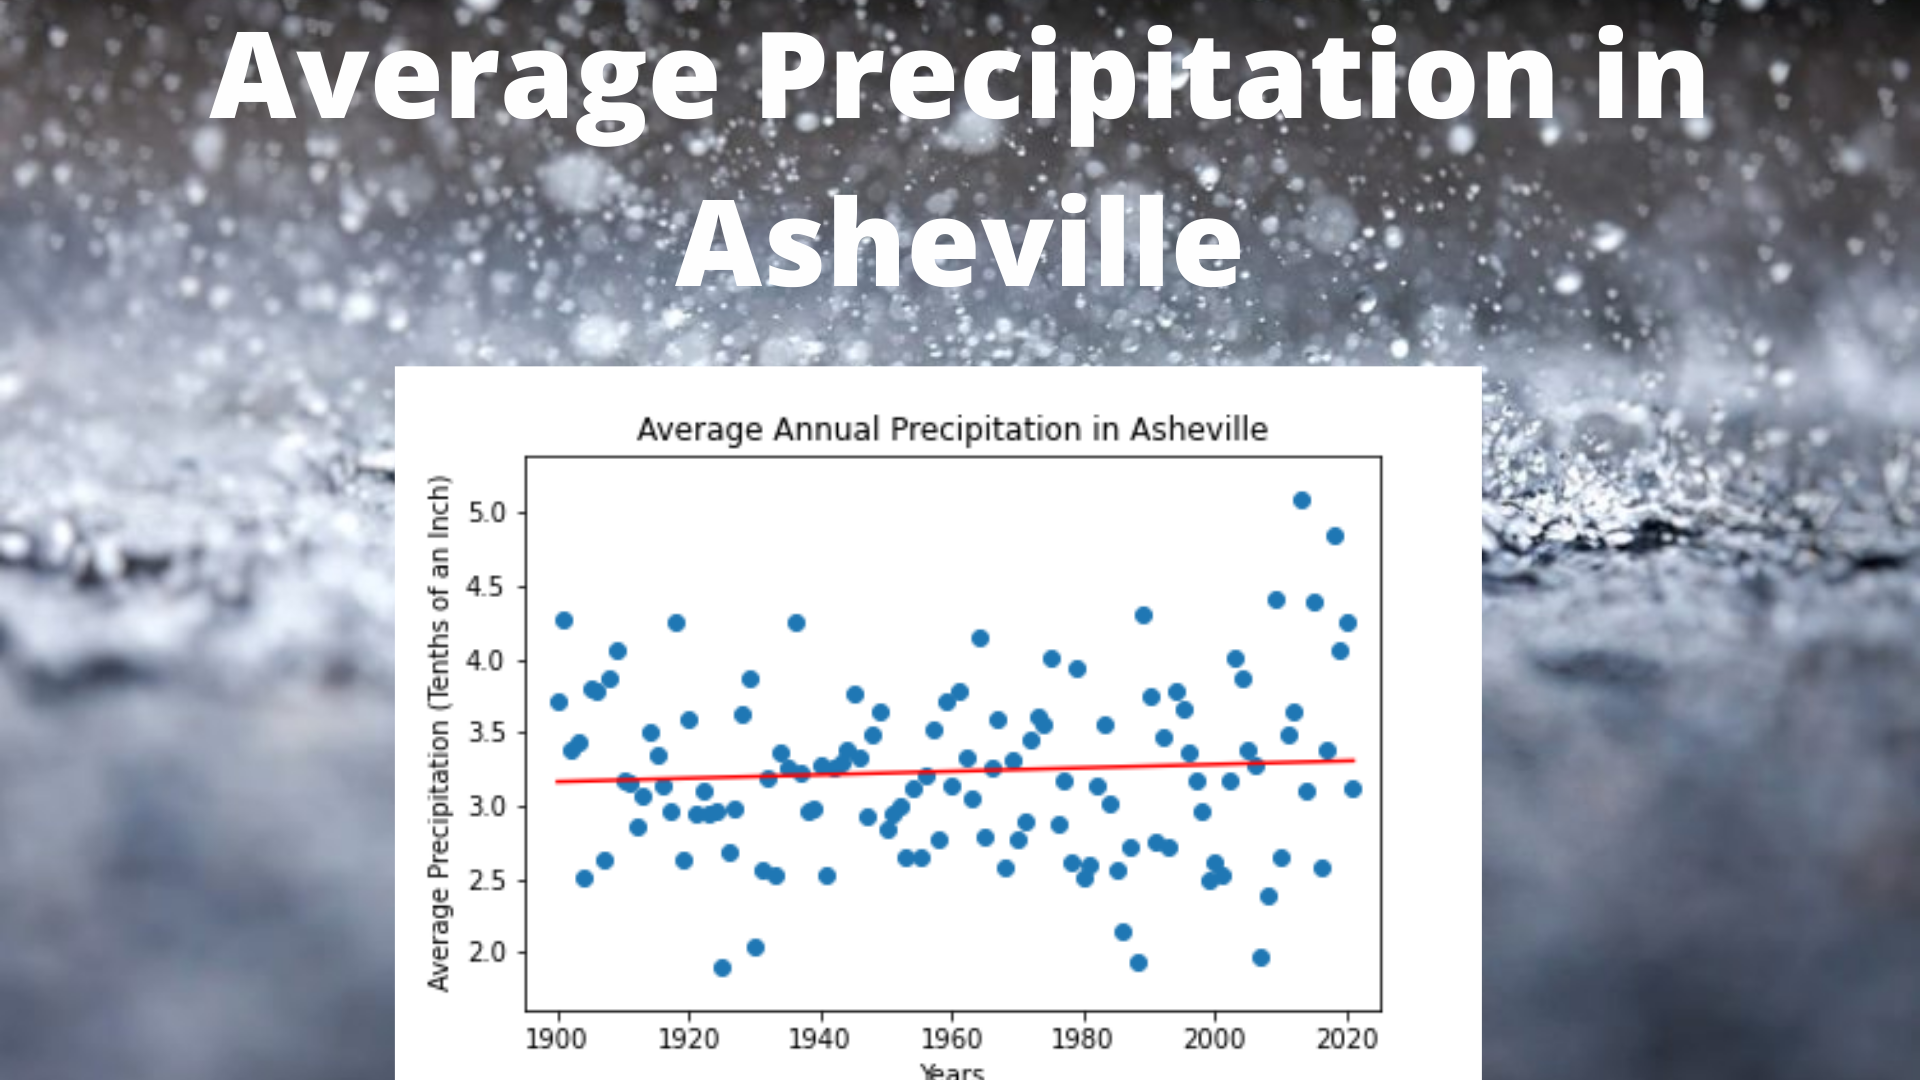 Average Precipitation in
Asheville
Average Annual Precipitation in Asheville
Average Precipitation (Tenths of an Inch)
5.0
4.5
4.0
3.5
3.0
2.5
2.0
1900 1920 1940 1960 1980 2000 2020
Years